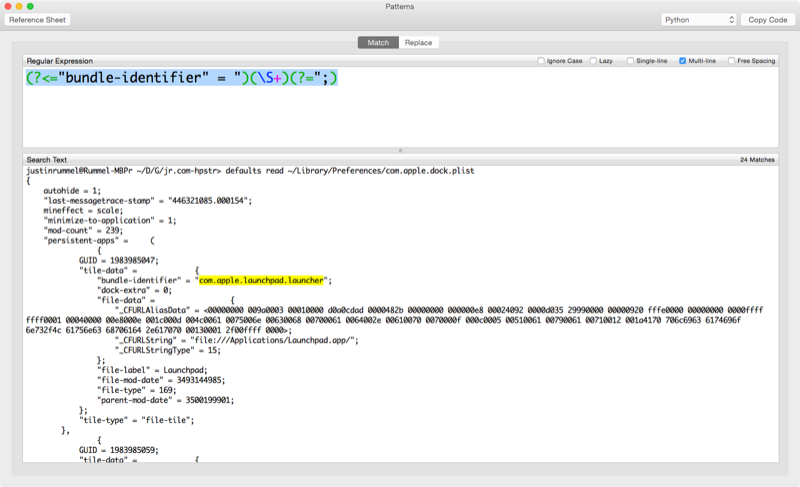 Patterns
Reference Sheet
Python
Copy Code
Match Replace
Regular Expression Ignore Case Lazy Single-line Multi-line Free Spacing
(?<="bundle-identifier" = ")(\S+)(?=";)
Search Text 24 Matches
justinrummel@Rummel-MBPr ~/D/G/jr.com-hpstr> defaults read ~/Library/Preferences/com.apple.dock.plist
{
autohide = 1;
"last-messagetrace-stamp" = "446321085.000154";
mineffect = scale;
"minimize-to-application" = 1;
"mod-count" = 239;
"persistent-apps" = (
{
GUID = 1983985047;
"tile-data" = {
"bundle-identifier" = "com.apple.launchpad.launcher";
"dock-extra" = 0;
"file-data" = {
"_CFURLAliasData" = <00000000 009a0003 00010000 d0a0cdad 0000482b 00000000 000000e8 00024092 0000d035 29990000 00000920 fffe0000 00000000 0000ffff
ffff0001 00040000 00e8000e 001c000d 004c0061 0075006e 00630068 00700061 0064002e 00610070 0070000f 000c0005 00510061 00790061 00710012 001a4170 706c6963 6174696f
6e732f4c 61756e63 68706164 2e617070 00130001 2f00ffff 0000>;
"_CFURLString" = "file:///Applications/Launchpad.app/";
"_CFURLStringType" = 15;
};
"file-label" = Launchpad;
"file-mod-date" = 3493144985;
"file-type" = 169;
"parent-mod-date" = 3500199901;
};
"tile-type" = "file-tile";
},
{
GUID = 1983985059;
"tile-data" = {